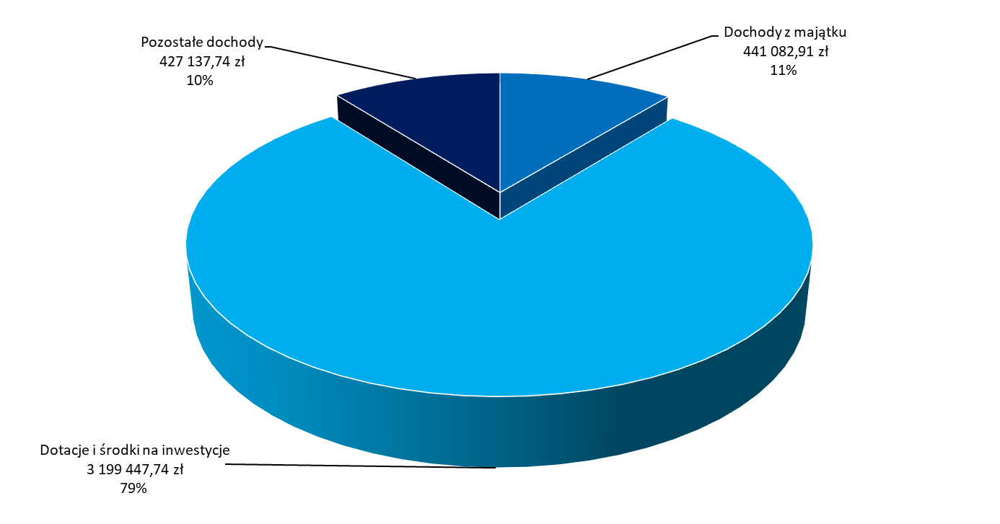 Pozostałe dochody
427 137,74 zł
10%
Dochody z majątku
441 082,91 zł
11%
Dotacje i środki na inwestycje
3 199 447,74 zł
79%